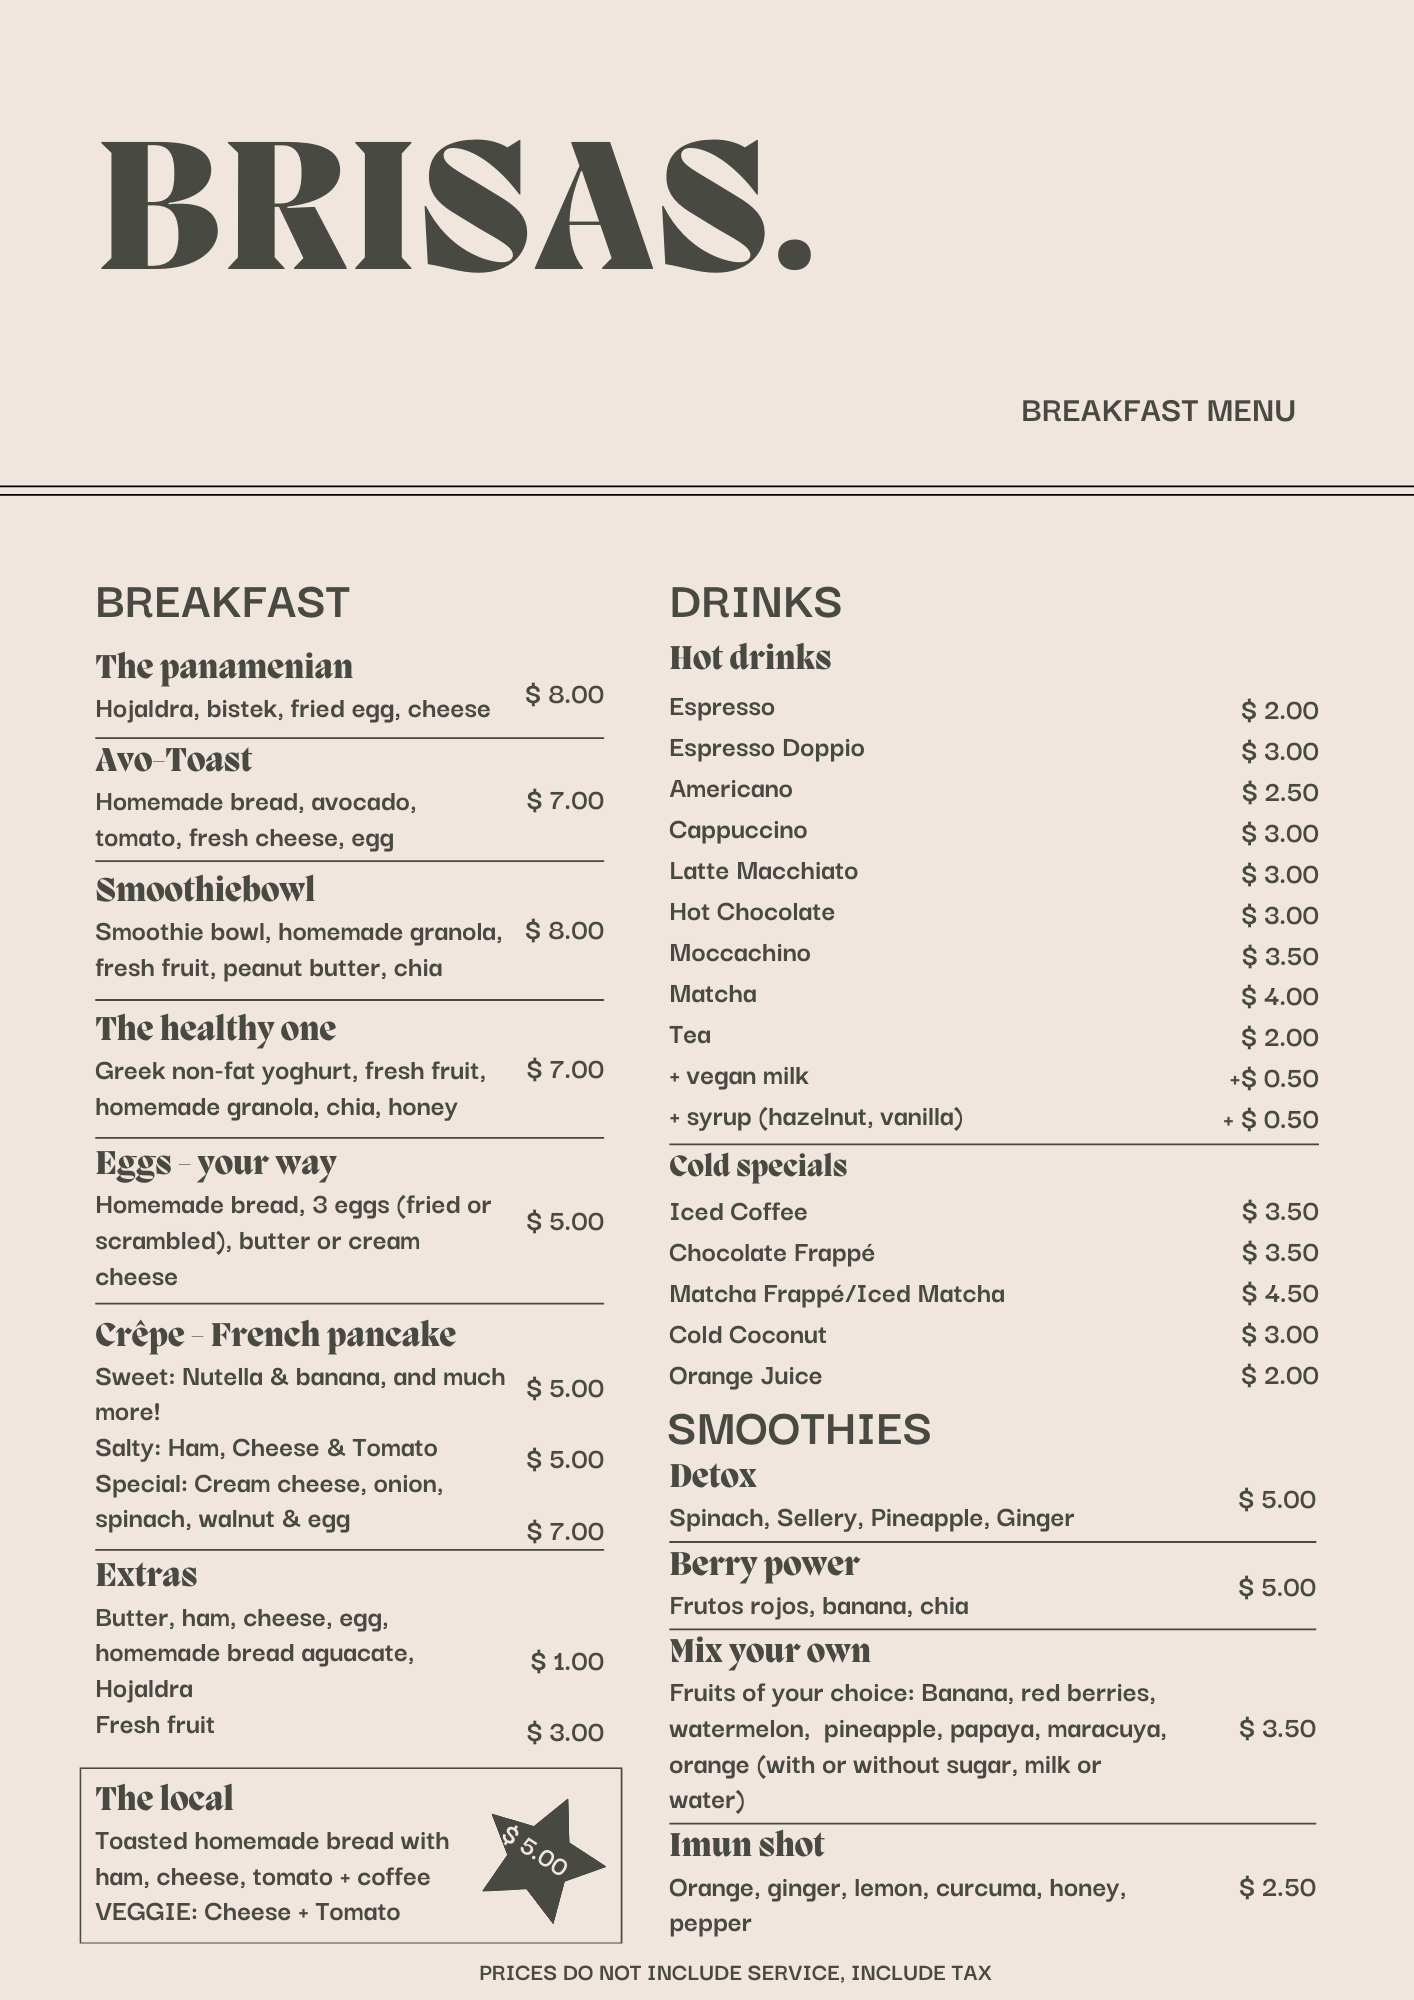 BRISAS.
BREAKFAST MENU
BREAKFAST
The panamenian
Hojaldra, bistek, fried egg, cheese $ 8.00
Avo-Toast
Homemade bread, avocado, $ 7.00
tomato, fresh cheese, egg
Smoothiebowl
Smoothie bowl, homemade granola, $ 8.00
fresh fruit, peanut butter, chia
The healthy one
Greek non-fat yoghurt, fresh fruit, $ 7.00
homemade granola, chia, honey
Eggs - your way
Homemade bread, 3 eggs (fried or
scrambled), butter or cream $ 5.00
cheese
Crêpe - French pancake
Sweet: Nutella & banana, and much $ 5.00
more!
Salty: Ham, Cheese & Tomato $ 5.00
Special: Cream cheese, onion,
spinach, walnut & egg $ 7.00
Extras
Butter, ham, cheese, egg,
homemade bread aguacate, $ 1.00
Hojaldra
Fresh fruit $ 3.00
The local
Toasted homemade bread with
ham, cheese, tomato + coffee
VEGGIE: Cheese + Tomato
$ 5.00
DRINKS
Hot drinks
Espresso $ 2.00
Espresso Doppio $ 3.00
Americano $ 2.50
Cappuccino $ 3.00
Latte Macchiato $ 3.00
Hot Chocolate $ 3.00
Moccachino $ 3.50
Matcha $ 4.00
Tea $ 2.00
+ vegan milk +$ 0.50
+ syrup (hazelnut, vanilla) + $ 0.50
Cold specials
Iced Coffee $ 3.50
Chocolate Frappé $ 3.50
Matcha Frappé/Iced Matcha $ 4.50
Cold Coconut $ 3.00
Orange Juice $ 2.00
SMOOTHIES
Detox
Spinach, Sellery, Pineapple, Ginger $ 5.00
Berry power
Frutos rojos, banana, chia $ 5.00
Mix your own
Fruits of your choice: Banana, red berries,
watermelon, pineapple, papaya, maracuya, $ 3.50
orange (with or without sugar, milk or
water)
Imun shot
Orange, ginger, lemon, curcuma, honey, $ 2.50
pepper
PRICES DO NOT INCLUDE SERVICE, INCLUDE TAX